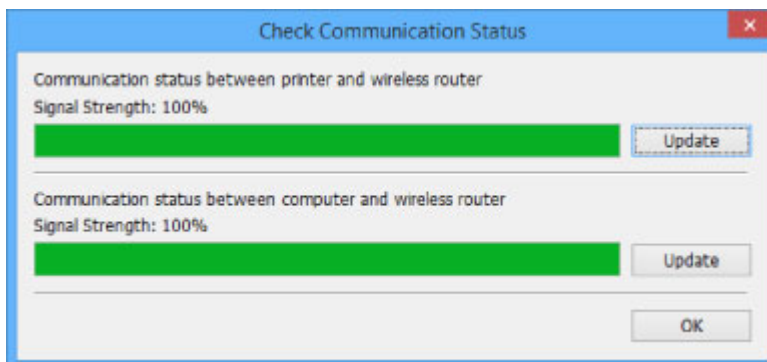 Check Communication Status
Communication status between printer and wireless router
Signal Strength: 100%
Update
Communication status between computer and wireless router
Signal Strength: 100%
Update
OK